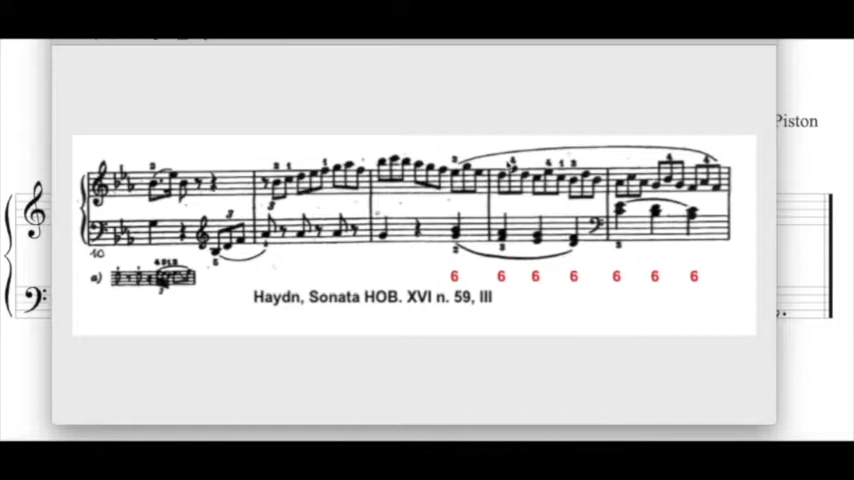 Piston
10
a)
6 6 6 6 6 6 6
Haydn, Sonata HOB. XVI n. 59, III